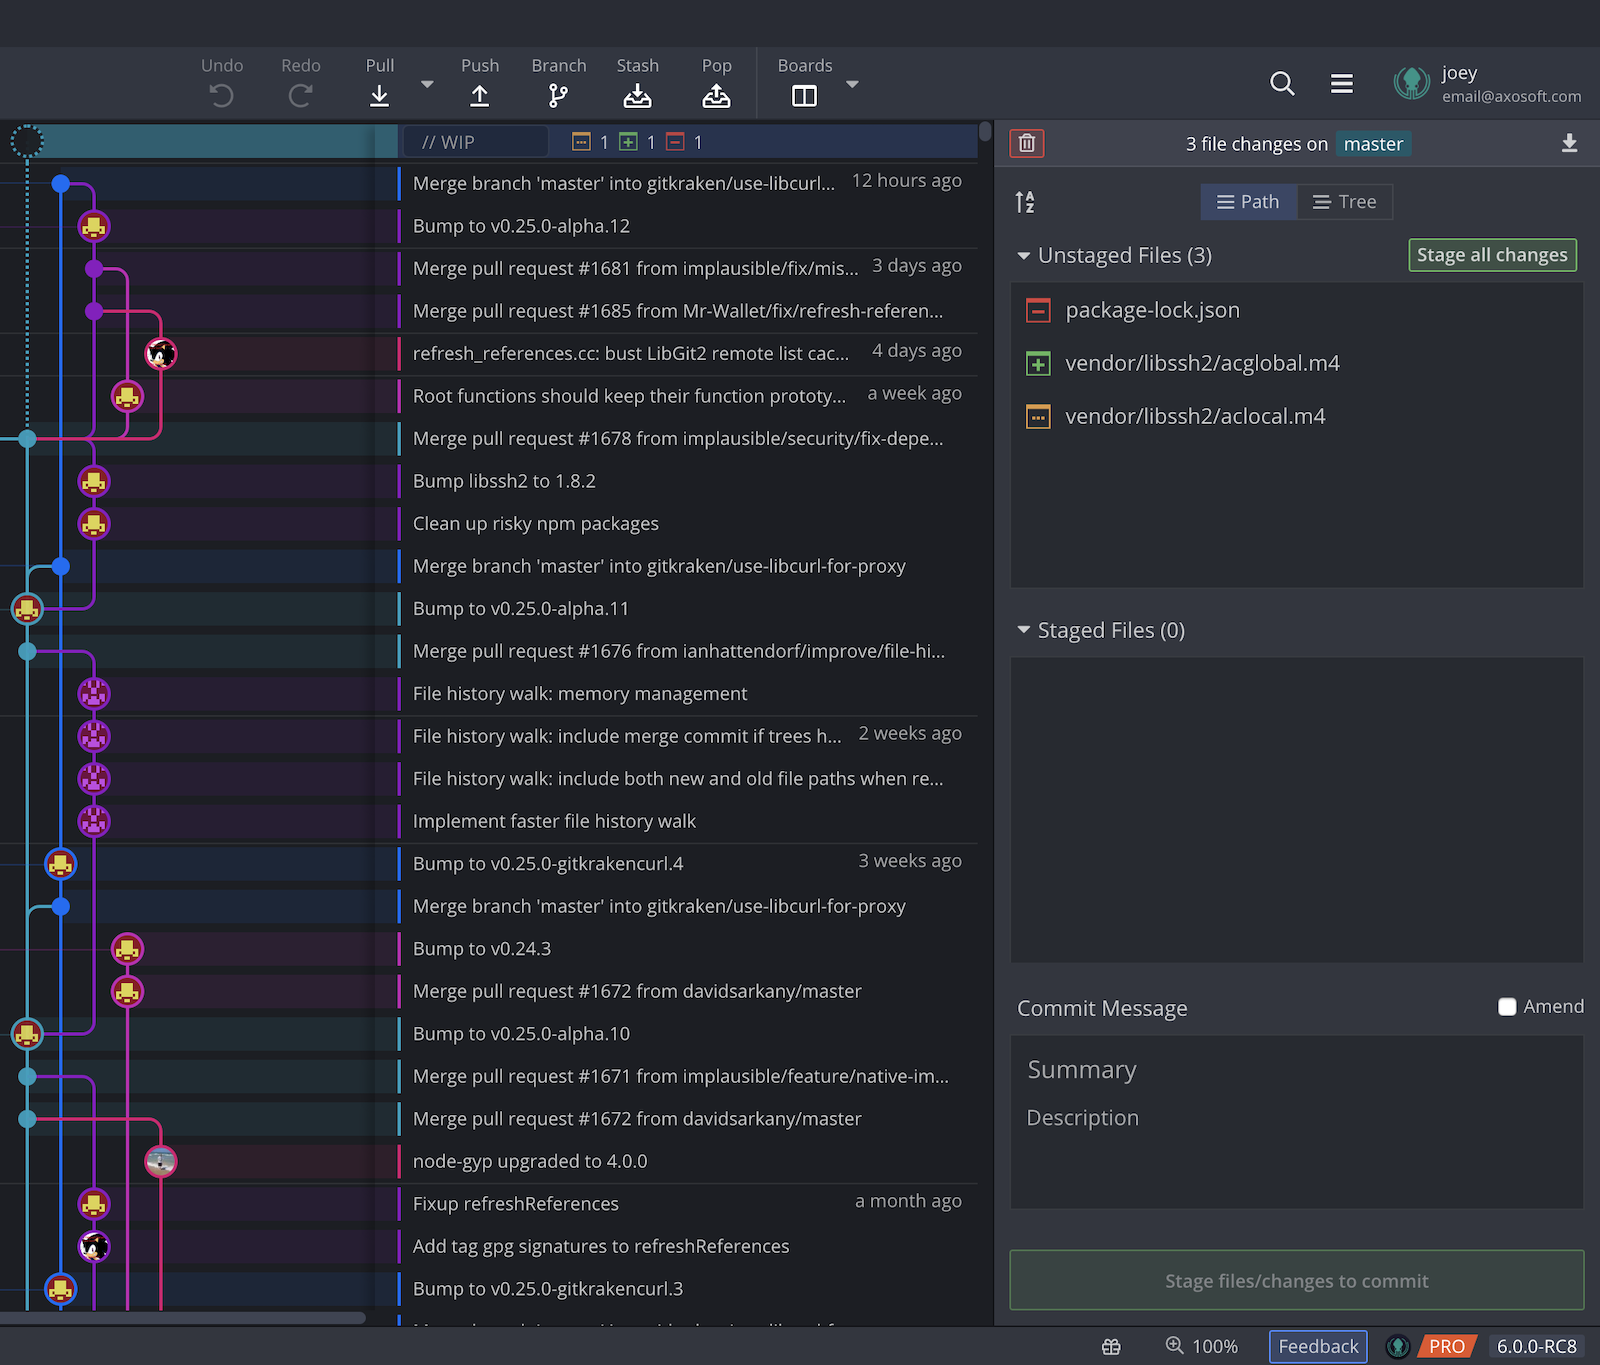 Undo Redo Pull Push Branch Stash Pop Boards
joey
email@axosoft.com
// WIP 1 1 1
Merge branch 'master' into gitkraken/use-libcurl... 12 hours ago
Bump to v0.25.0-alpha.12
Merge pull request #1681 from implausible/fix/mis... 3 days ago
Merge pull request #1685 from Mr-Wallet/fix/refresh-referen...
refresh_references.cc: bust LibGit2 remote list cac... 4 days ago
Root functions should keep their function prototy... a week ago
Merge pull request #1678 from implausible/security/fix-depe...
Bump libssh2 to 1.8.2
Clean up risky npm packages
Merge branch 'master' into gitkraken/use-libcurl-for-proxy
Bump to v0.25.0-alpha.11
Merge pull request #1676 from ianhattendorf/improve/file-hi...
File history walk: memory management
File history walk: include merge commit if trees h... 2 weeks ago
File history walk: include both new and old file paths when re...
Implement faster file history walk
Bump to v0.25.0-gitkrakencurl.4 3 weeks ago
Merge branch 'master' into gitkraken/use-libcurl-for-proxy
Bump to v0.24.3
Merge pull request #1672 from davidsarkany/master
Bump to v0.25.0-alpha.10
Merge pull request #1671 from implausible/feature/native-im...
Merge pull request #1672 from davidsarkany/master
node-gyp upgraded to 4.0.0
Fixup refreshReferences a month ago
Add tag gpg signatures to refreshReferences
Bump to v0.25.0-gitkrakencurl.3
3 file changes on master
A Z
Path Tree
Unstaged Files (3) Stage all changes
package-lock.json
vendor/libssh2/acglobal.m4
vendor/libssh2/aclocal.m4
Staged Files (0)
Commit Message Amend
Summary
Description
Stage files/changes to commit
100% Feedback PRO 6.0.0-RC8